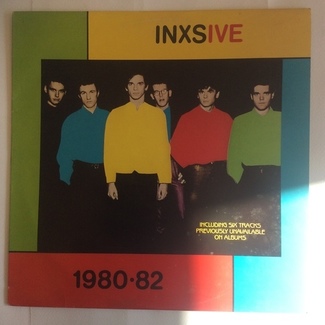 INXSIVE
INCLUDING SIX TRACKS
PREVIOUSLY UNAVAILABLE
ON ALBUMS
1980·82